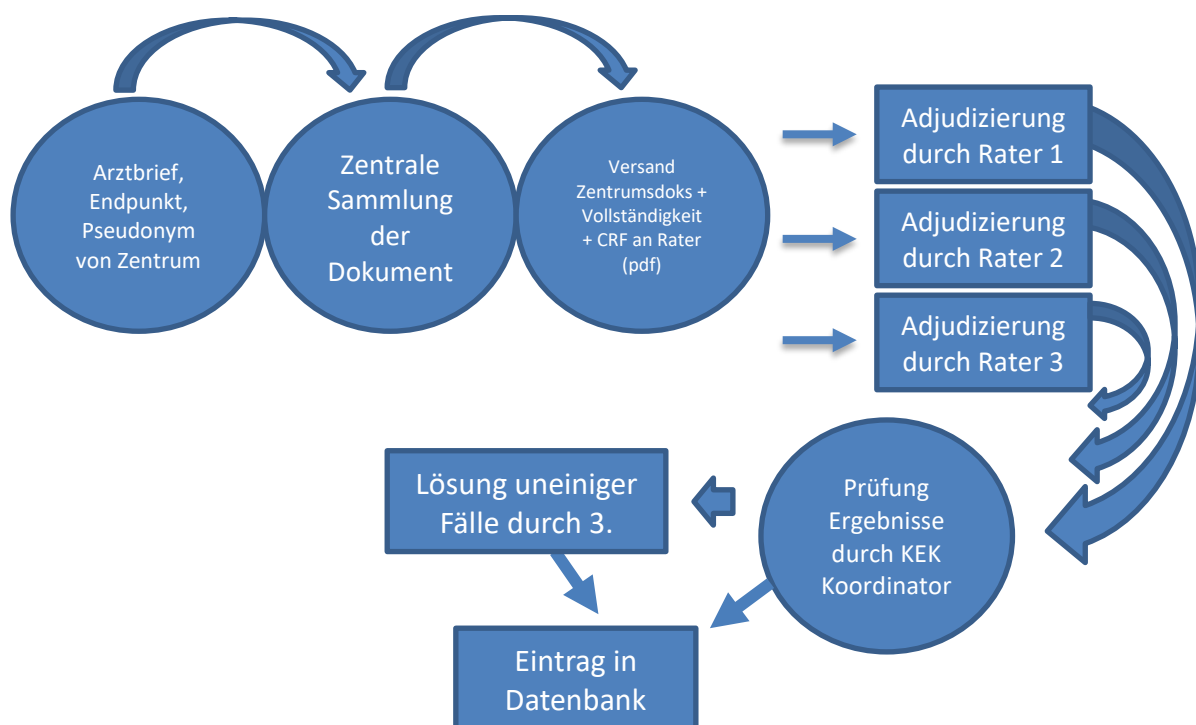 Arztbrief,
Endpunkt,
Pseudonym
von Zentrum
Zentrale
Sammlung
der
Dokument
Versand
Zentrumsdoks +
Vollständigkeit
+ CRF an Rater
(pdf)
Adjudizierung
durch Rater 1
Adjudizierung
durch Rater 2
Adjudizierung
durch Rater 3
Prüfung
Ergebnisse
durch KEK
Koordinator
Lösung uneiniger
Fälle durch 3.
Eintrag in
Datenbank